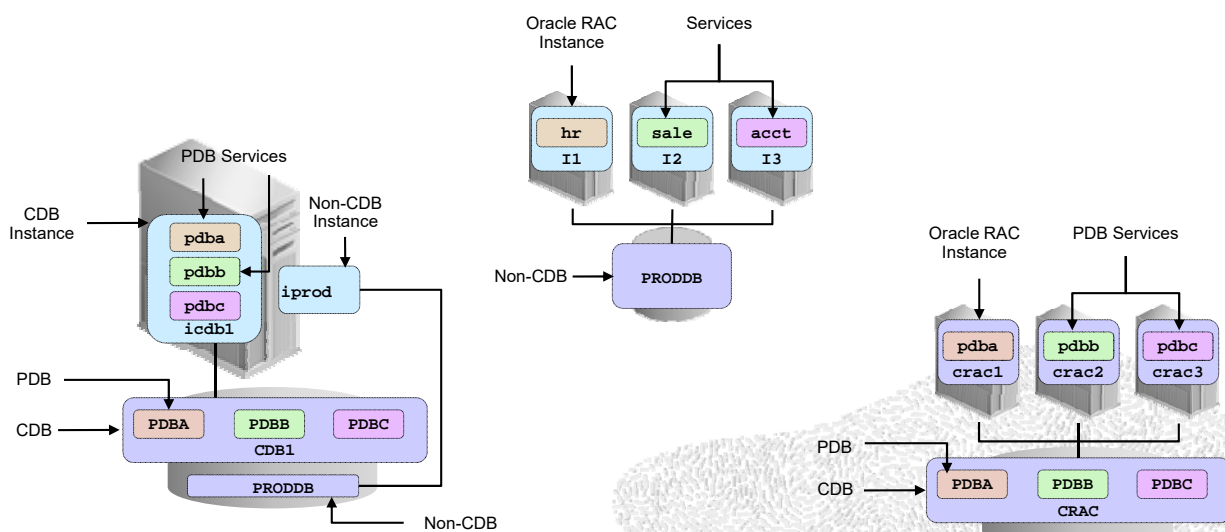 Oracle RAC
Instance
Services
hr
sale
acct
I1
I2
I3
Non-CDB
PRODDB
PDB Services
CDB
Instance
Non-CDB
Instance
pdba
pdbb
pdbc
icdb1
iprod
PDB
CDB
PDBA
PDBB
PDBC
CDB1
PRODDB
Non-CDB
Oracle RAC
Instance
PDB Services
pdba
pdbb
pdbc
crac1
crac2
crac3
PDB
CDB
PDBA
PDBB
PDBC
CRAC